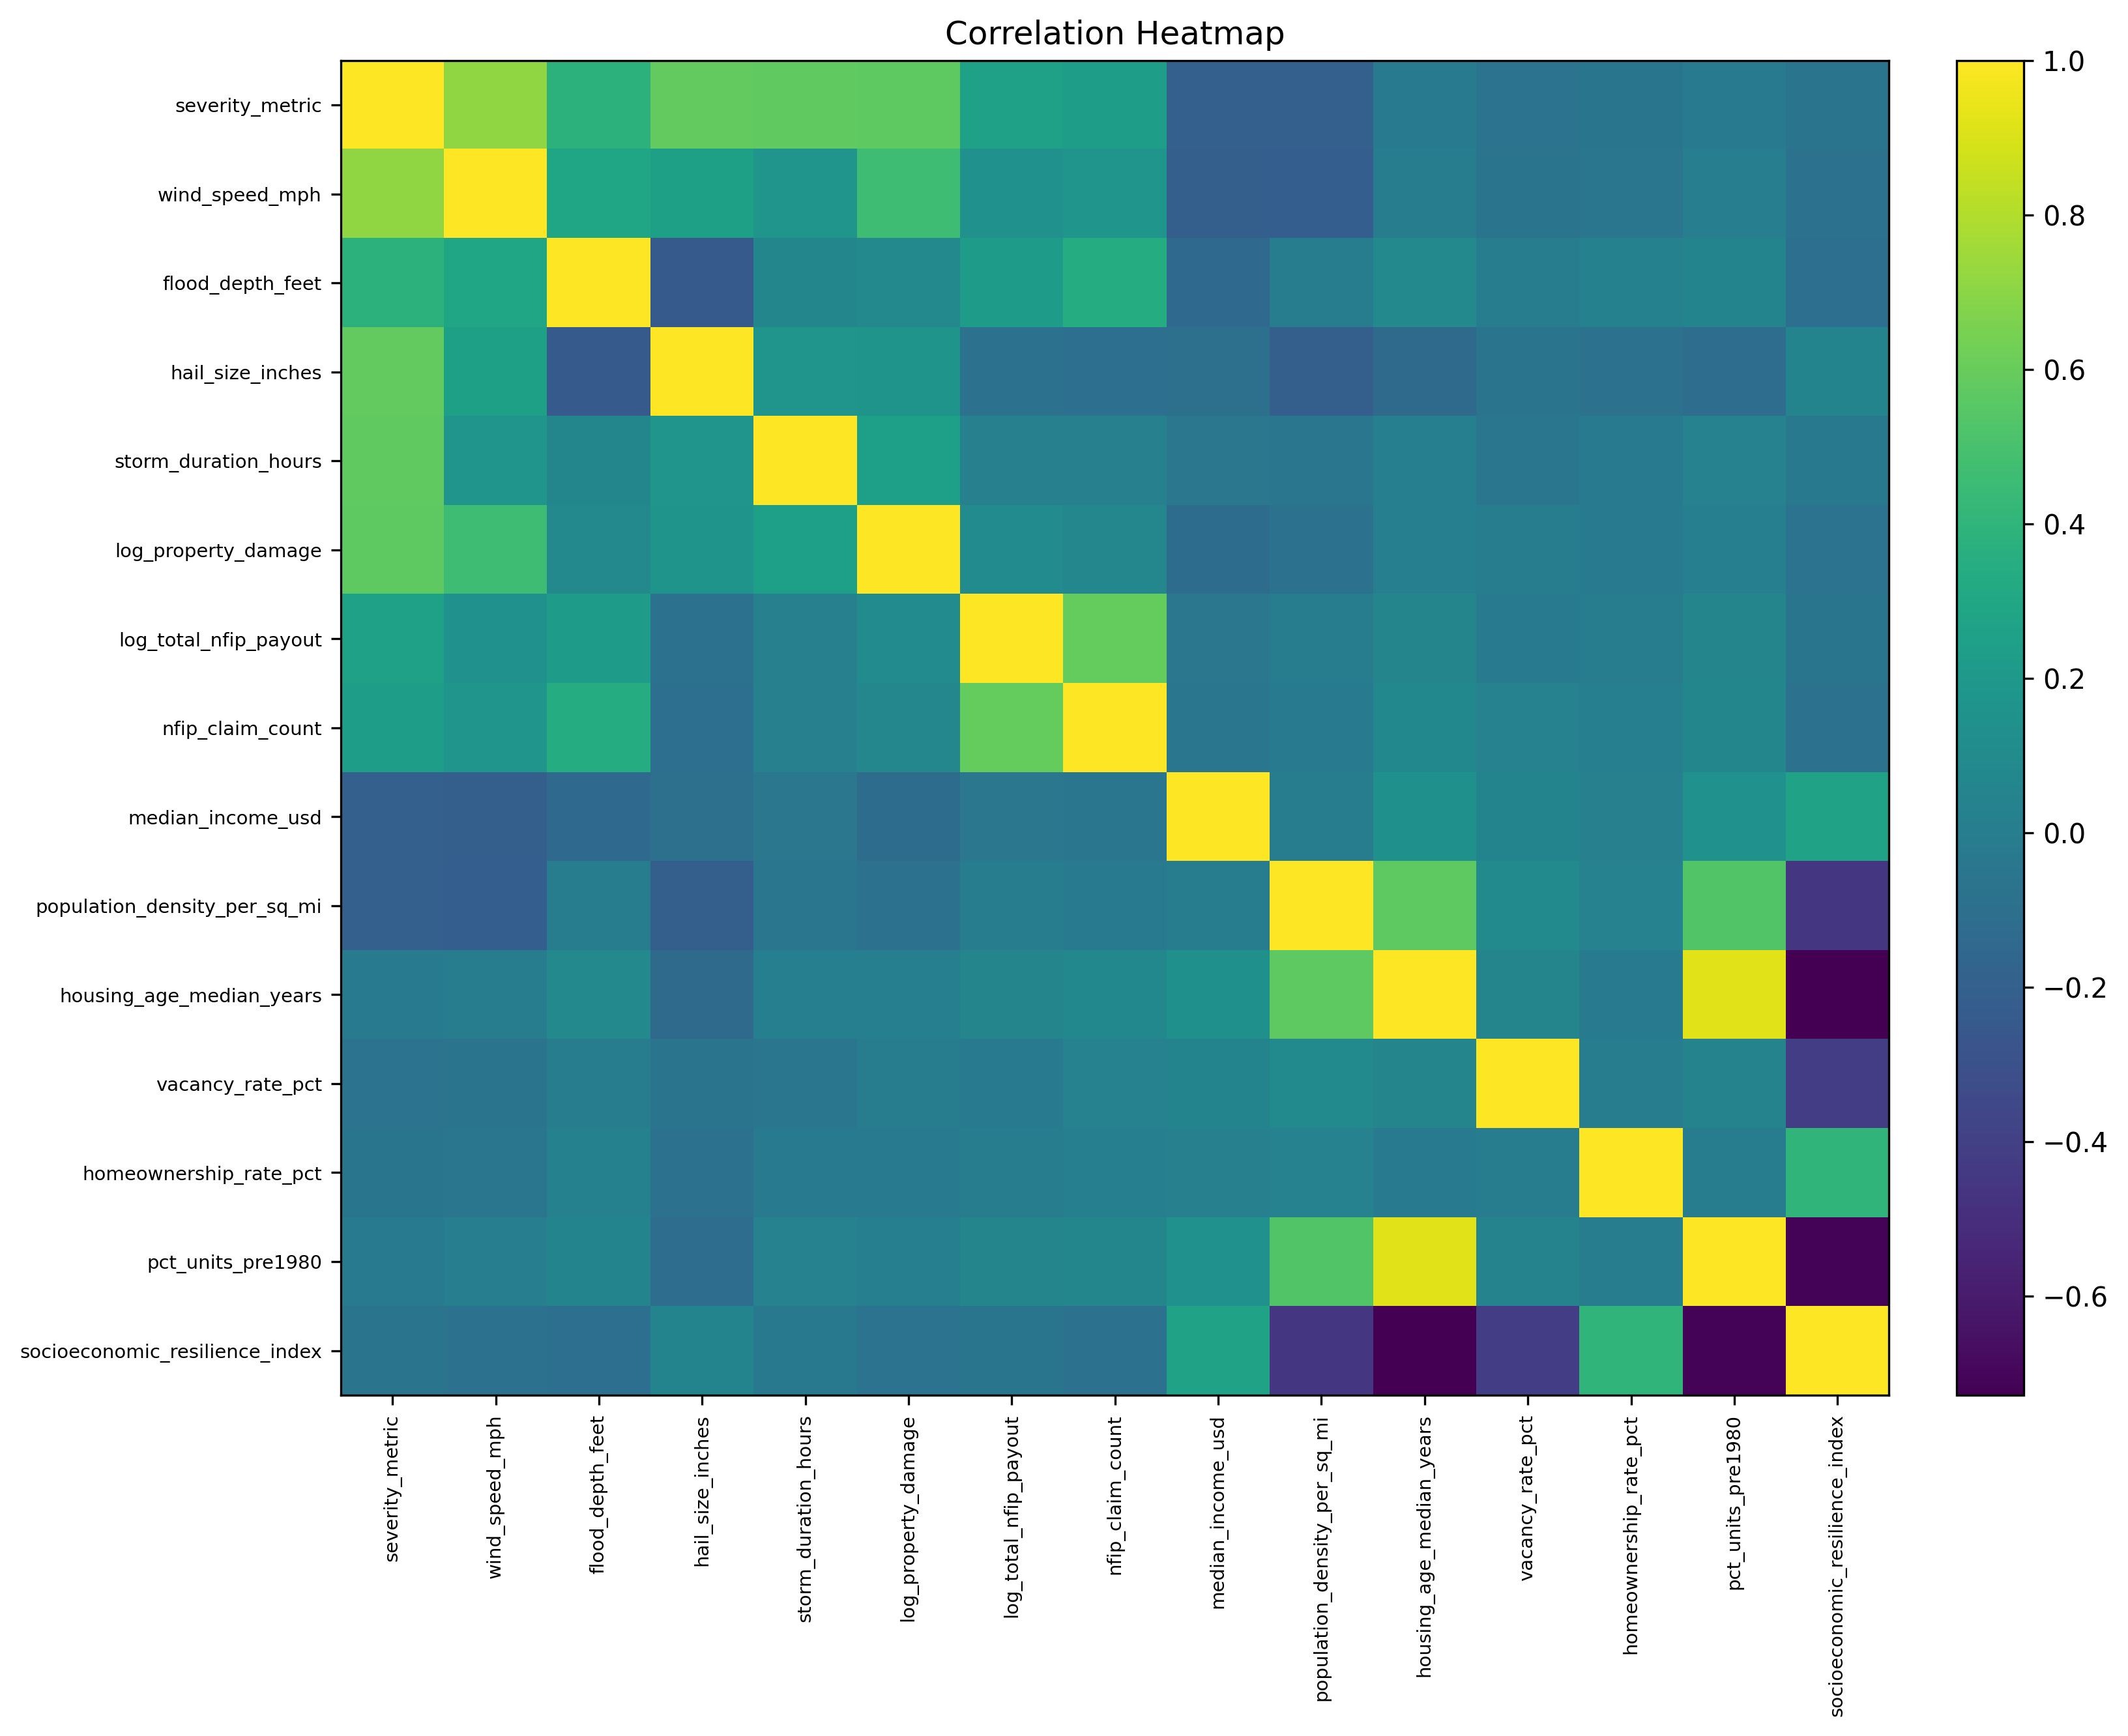 Correlation Heatmap
severity_metric
wind_speed_mph
flood_depth_feet
hail_size_inches
storm_duration_hours
log_property_damage
log_total_nfip_payout
nfip_claim_count
median_income_usd
population_density_per_sq_mi
housing_age_median_years
vacancy_rate_pct
homeownership_rate_pct
pct_units_pre1980
socioeconomic_resilience_index
severity_metric
wind_speed_mph
flood_depth_feet
hail_size_inches
storm_duration_hours
log_property_damage
log_total_nfip_payout
nfip_claim_count
median_income_usd
population_density_per_sq_mi
housing_age_median_years
vacancy_rate_pct
homeownership_rate_pct
pct_units_pre1980
socioeconomic_resilience_index
1.0
0.8
0.6
0.4
0.2
0.0
−0.2
−0.4
−0.6